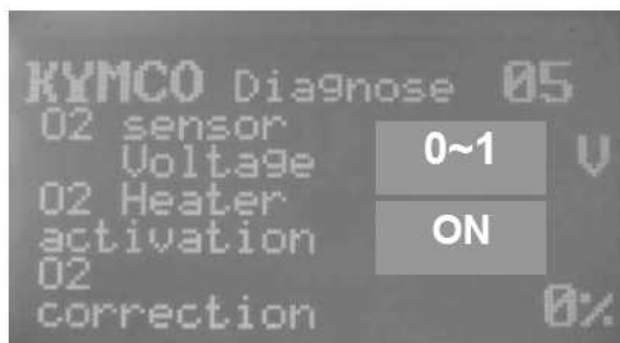 KYMCO Diagnose 05
O2 sensor
Voltage 0~1 V
O2 Heater
activation ON
O2
correction 0%